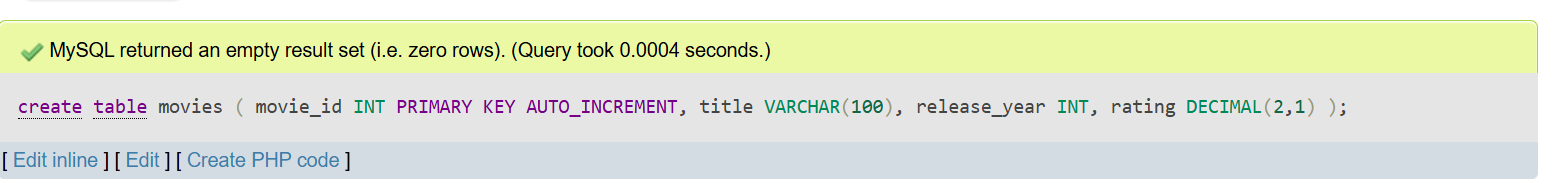 MySQL returned an empty result set (i.e. zero rows). (Query took 0.0004 seconds.)
create table movies ( movie_id INT PRIMARY KEY AUTO_INCREMENT, title VARCHAR(100), release_year INT, rating DECIMAL(2,1) );
[ Edit inline ] [ Edit ] [ Create PHP code ]